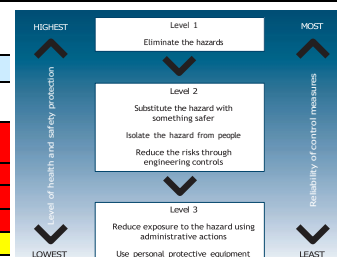 HIGHEST
Level of health and safety protection
LOWEST
Level 1
Eliminate the hazards
Level 2
Substitute the hazard with
something safer
Isolate the hazard from people
Reduce the risks through
engineering controls
Level 3
Reduce exposure to the hazard using
administrative actions
Use personal protective equipment
MOST
Reliability of control measures
LEAST